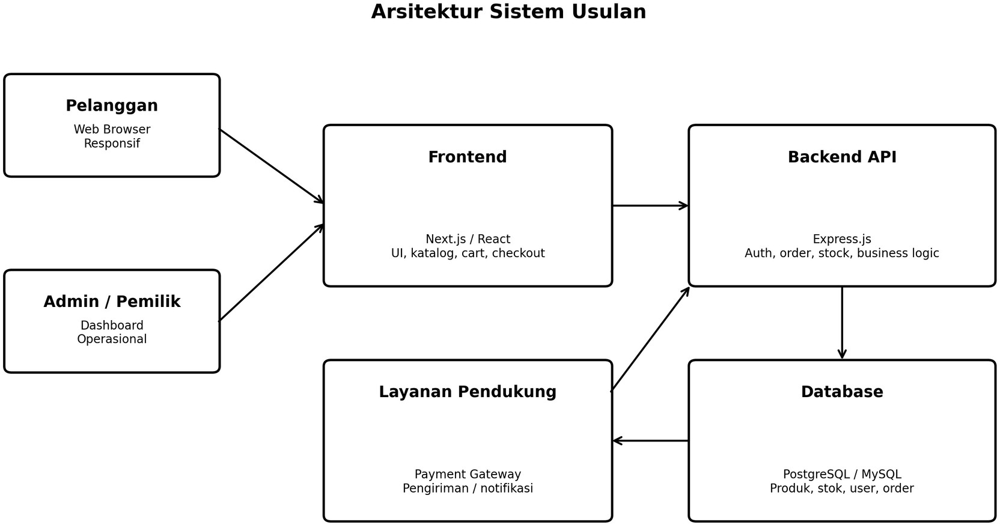 Arsitektur Sistem Usulan
Pelanggan
Web Browser
Responsif
Admin / Pemilik
Dashboard
Operasional
Frontend
Next.js / React
UI, katalog, cart, checkout
Backend API
Express.js
Auth, order, stock, business logic
Layanan Pendukung
Payment Gateway
Pengiriman / notifikasi
Database
PostgreSQL / MySQL
Produk, stok, user, order